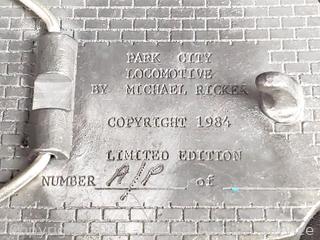 PARK CITY
LOCOMOTIVE
BY MICHAEL RICKER
COPYRIGHT 1984
LIMITED EDITION
NUMBER A/P of